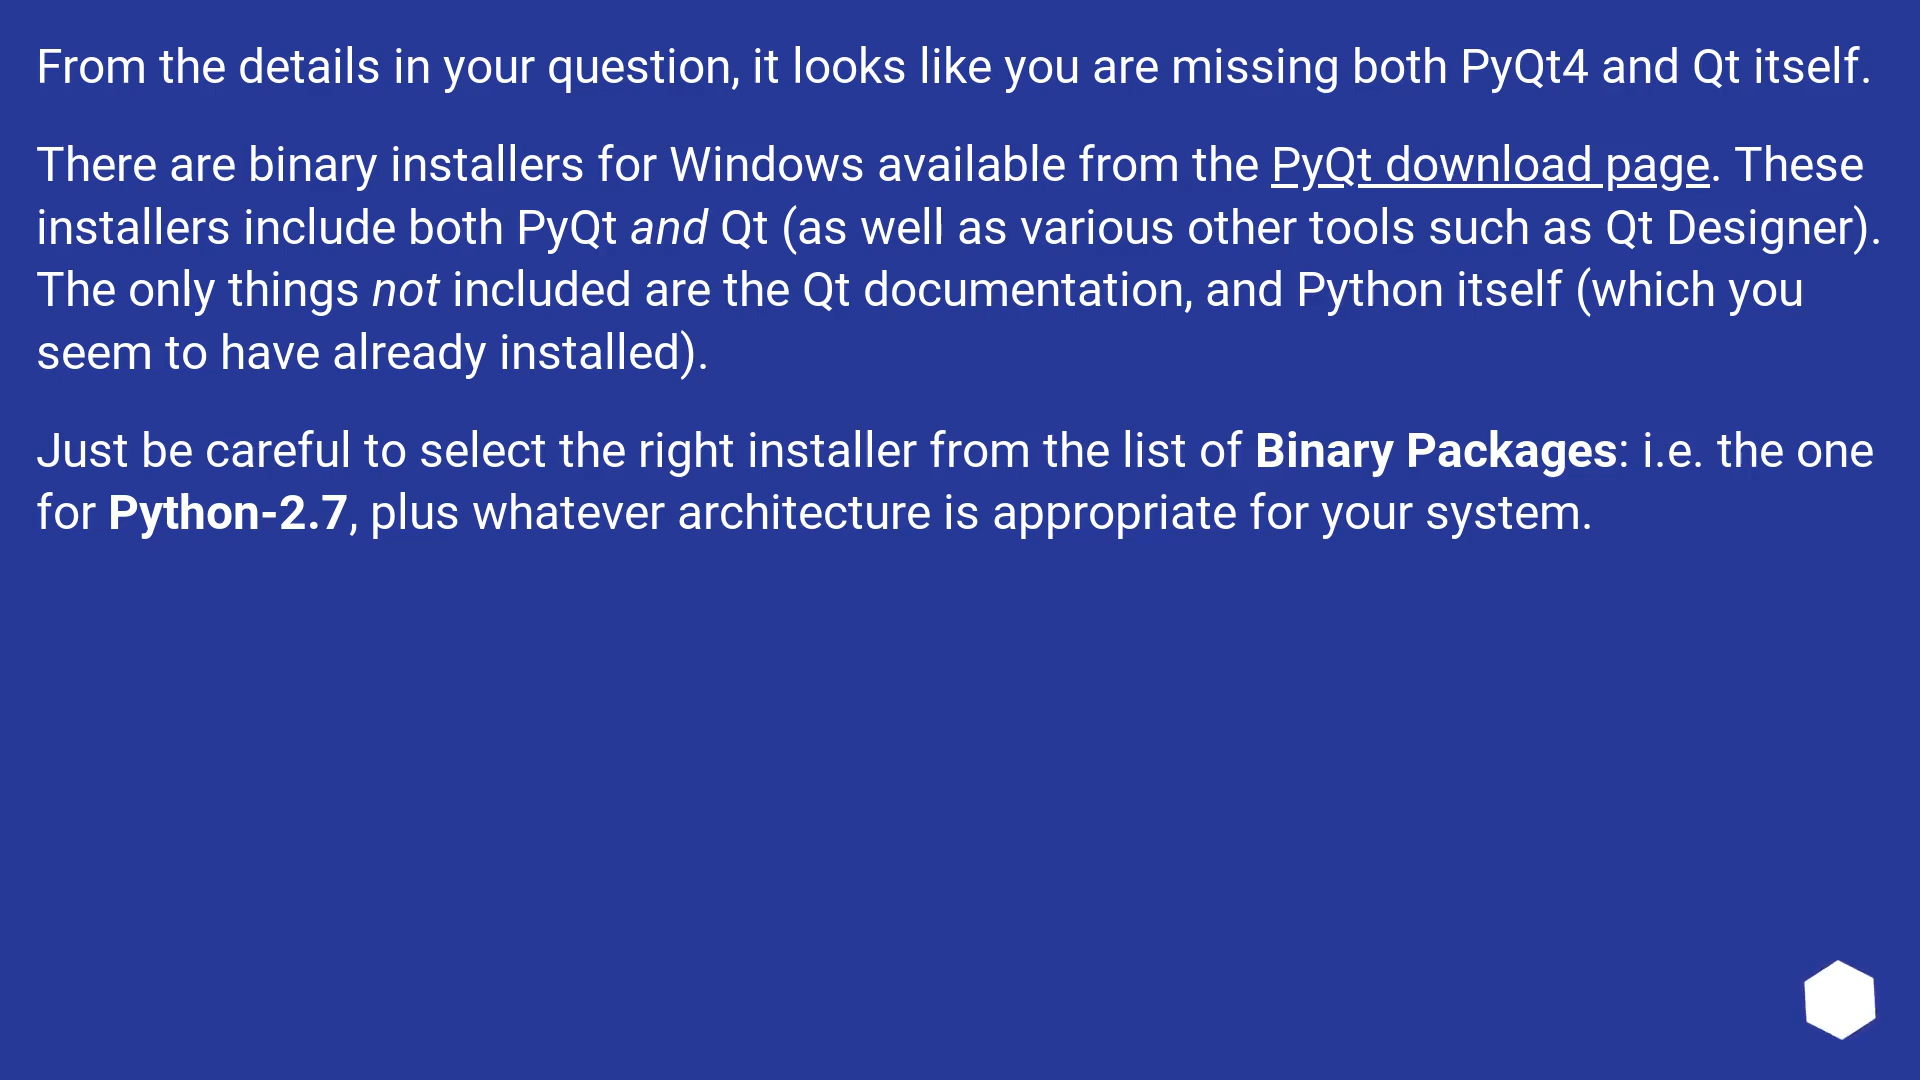 From the details in your question, it looks like you are missing both PyQt4 and Qt itself.
There are binary installers for Windows available from the PyQt download page. These
installers include both PyQt and Qt (as well as various other tools such as Qt Designer).
The only things not included are the Qt documentation, and Python itself (which you
seem to have already installed).
Just be careful to select the right installer from the list of Binary Packages: i.e. the one
for Python-2.7, plus whatever architecture is appropriate for your system.